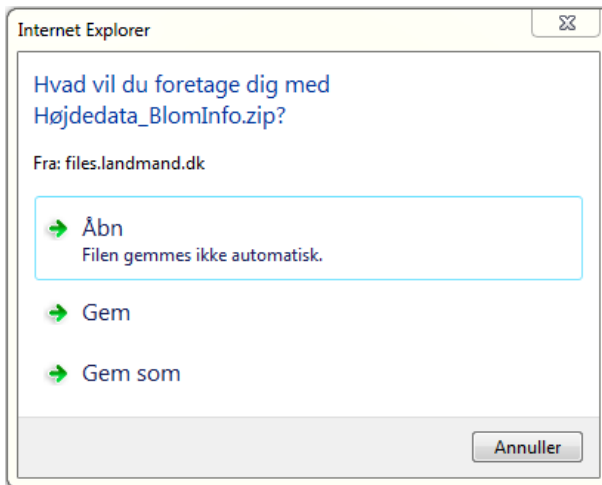 Internet Explorer
Hvad vil du foretage dig med
Højdedata_BlomInfo.zip?
Fra: files.landmand.dk
Åbn
Filen gemmes ikke automatisk.
Gem
Gem som
Annuller